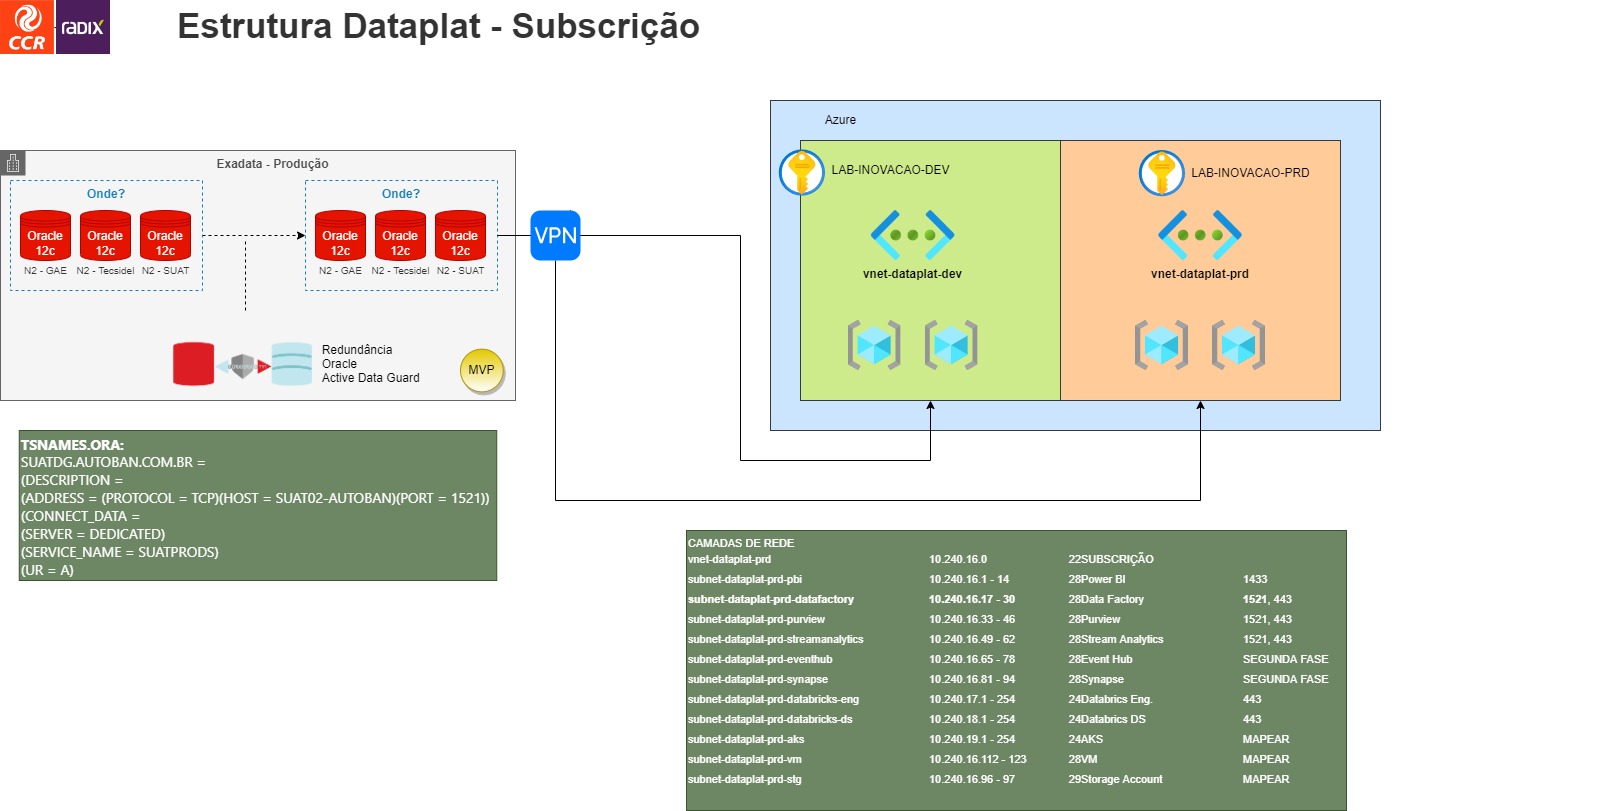 CCR
RADIX
Estrutura Dataplat - Subscrição
Azure
Exadata - Produção
Onde?
Oracle 12c
Oracle 12c
Oracle 12c
N2 - GAE
N2 - Tecsidel
N2 - SUAT
Onde?
Oracle 12c
Oracle 12c
Oracle 12c
N2 - GAE
N2 - Tecsidel
N2 - SUAT
VPN
LAB-INOVACAO-DEV
LAB-INOVACAO-PRD
vnet-dataplat-dev
vnet-dataplat-prd
Redundância
Oracle
Active Data Guard
MVP
TSNAMES.ORA:
SUATDG.AUTOBAN.COM.BR =
(DESCRIPTION =
(ADDRESS = (PROTOCOL = TCP)(HOST = SUAT02-AUTOBAN)(PORT = 1521))
(CONNECT_DATA =
(SERVER = DEDICATED)
(SERVICE_NAME = SUATPRODS)
(UR = A)
CAMADAS DE REDE
vnet-dataplat-prd 10.240.16.0 22SUBSCRIÇÃO
subnet-dataplat-prd-pbi 10.240.16.1 - 14 28Power BI 1433
subnet-dataplat-prd-datafactory 10.240.16.17 - 30 28Data Factory 1521, 443
subnet-dataplat-prd-purview 10.240.16.33 - 46 28Purview 1521, 443
subnet-dataplat-prd-streamanalytics 10.240.16.49 - 62 28Stream Analytics 1521, 443
subnet-dataplat-prd-eventhub 10.240.16.65 - 78 28Event Hub SEGUNDA FASE
subnet-dataplat-prd-synapse 10.240.16.81 - 94 28Synapse SEGUNDA FASE
subnet-dataplat-prd-databricks-eng 10.240.17.1 - 254 24Databrics Eng. 443
subnet-dataplat-prd-databricks-ds 10.240.18.1 - 254 24Databrics DS 443
subnet-dataplat-prd-aks 10.240.19.1 - 254 24AKS MAPEAR
subnet-dataplat-prd-vm 10.240.16.112 - 123 28VM MAPEAR
subnet-dataplat-prd-stg 10.240.16.96 - 97 29Storage Account MAPEAR